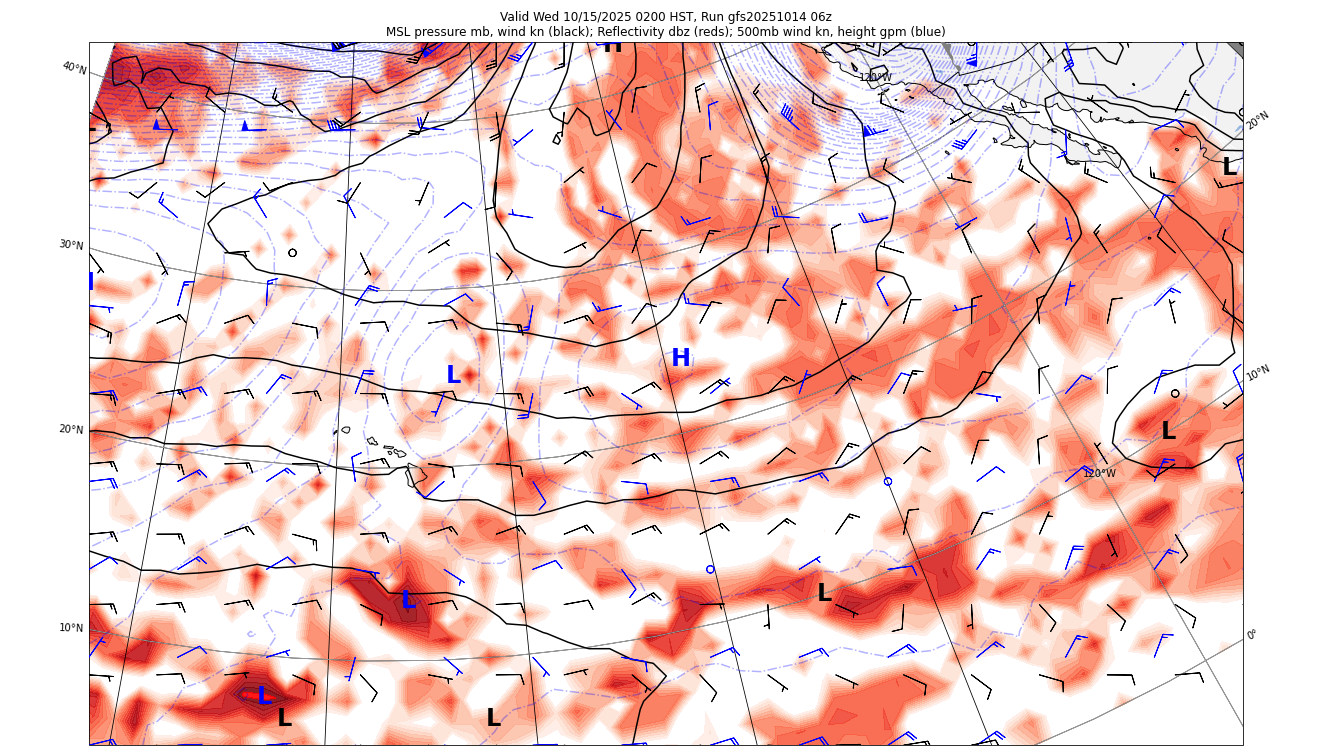 Valid Wed 10/15/2025 0200 HST, Run gfs20251014 06z
MSL pressure mb, wind kn (black); Reflectivity dbz (reds); 500mb wind kn, height gpm (blue)
H
40°N
120°W
20°N
L
L
30°N
H
L
10°N
20°N
L
120°W
L
L
10°N
0°
L
L
L